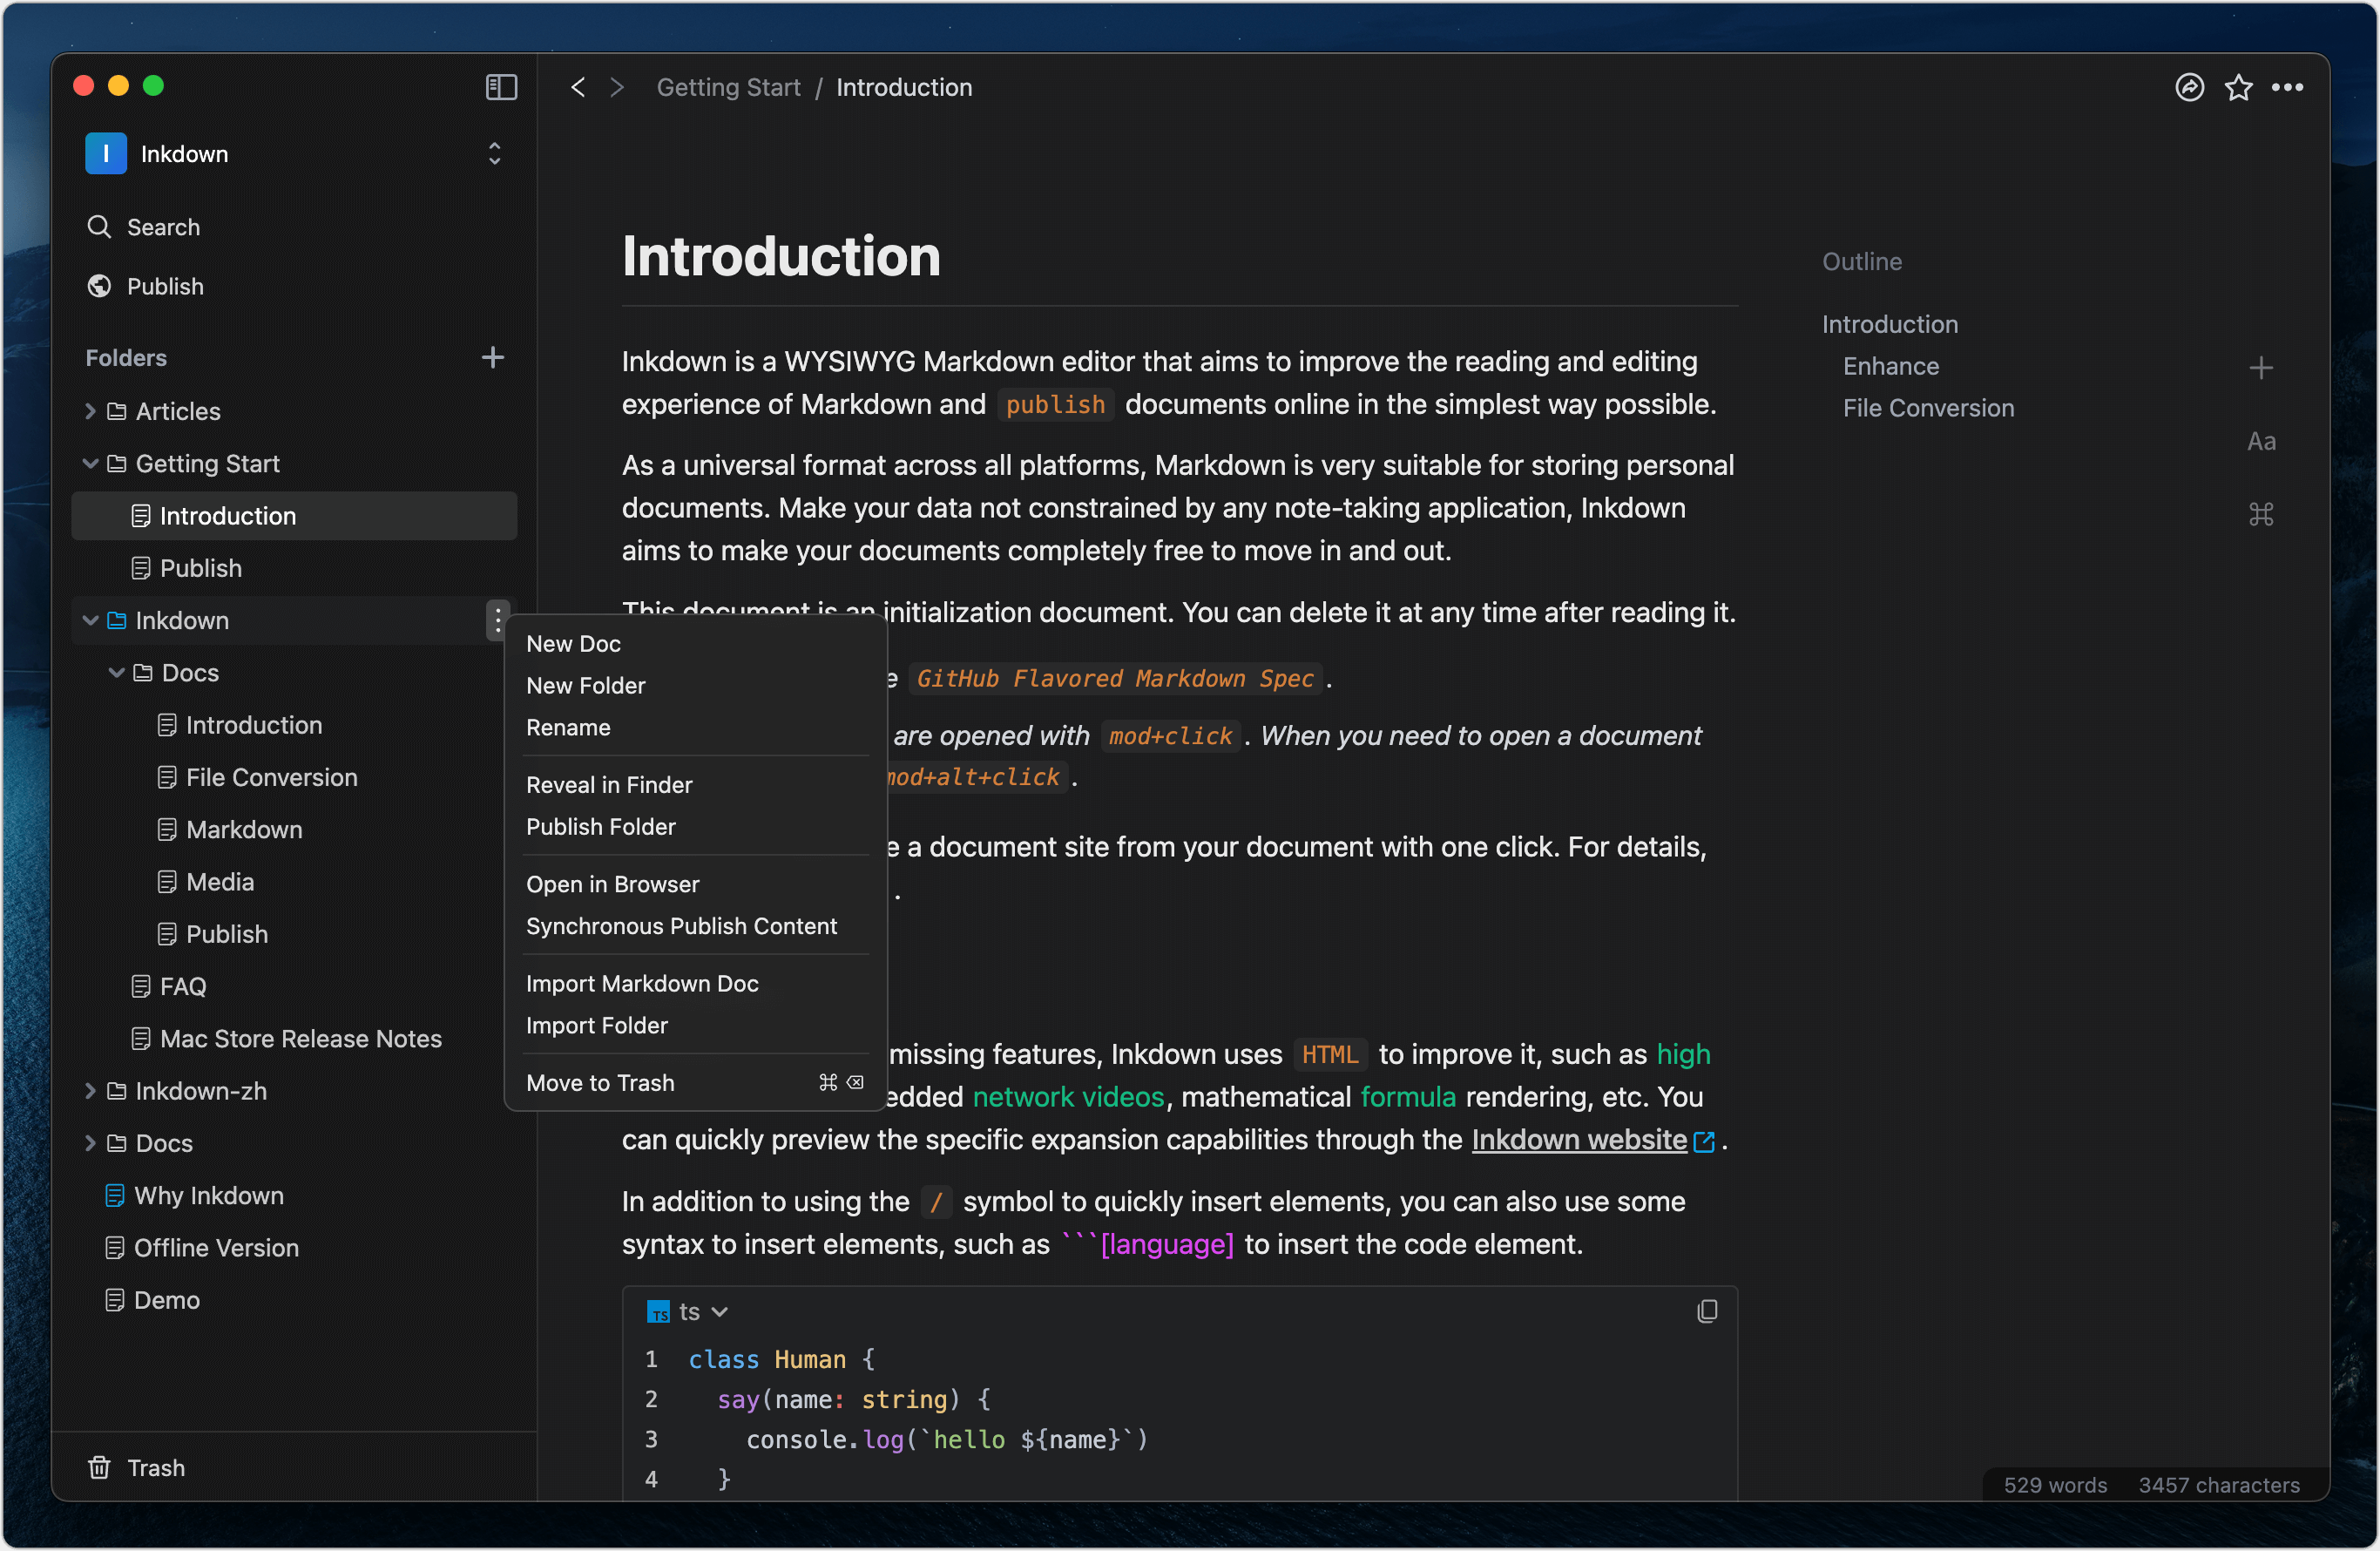 Getting Start / Introduction
I Inkdown
Search
Publish
Folders
Articles
Getting Start
Introduction
Publish
Inkdown
Docs
Introduction
File Conversion
Markdown
Media
Publish
FAQ
Mac Store Release Notes
Inkdown-zh
Docs
Why Inkdown
Offline Version
Demo
Trash
New Doc
New Folder
Rename
Reveal in Finder
Publish Folder
Open in Browser
Synchronous Publish Content
Import Markdown Doc
Import Folder
Move to Trash ⌘ ⌫
Introduction
Inkdown is a WYSIWYG Markdown editor that aims to improve the reading and editing
experience of Markdown and publish documents online in the simplest way possible.
As a universal format across all platforms, Markdown is very suitable for storing personal
documents. Make your data not constrained by any note-taking application, Inkdown
aims to make your documents completely free to move in and out.
This document is an initialization document. You can delete it at any time after reading it.
GitHub Flavored Markdown Spec.
are opened with mod+click. When you need to open a document
mod+alt+click.
a document site from your document with one click. For details,
.
missing features, Inkdown uses HTML to improve it, such as high
edded network videos, mathematical formula rendering, etc. You
can quickly preview the specific expansion capabilities through the Inkdown website.
In addition to using the / symbol to quickly insert elements, you can also use some
syntax to insert elements, such as ```[language] to insert the code element.
TS ts
1 class Human {
2 say(name: string) {
3 console.log(`hello ${name}`)
4 }
Outline
Introduction
Enhance
File Conversion
Aa
⌘
529 words 3457 characters